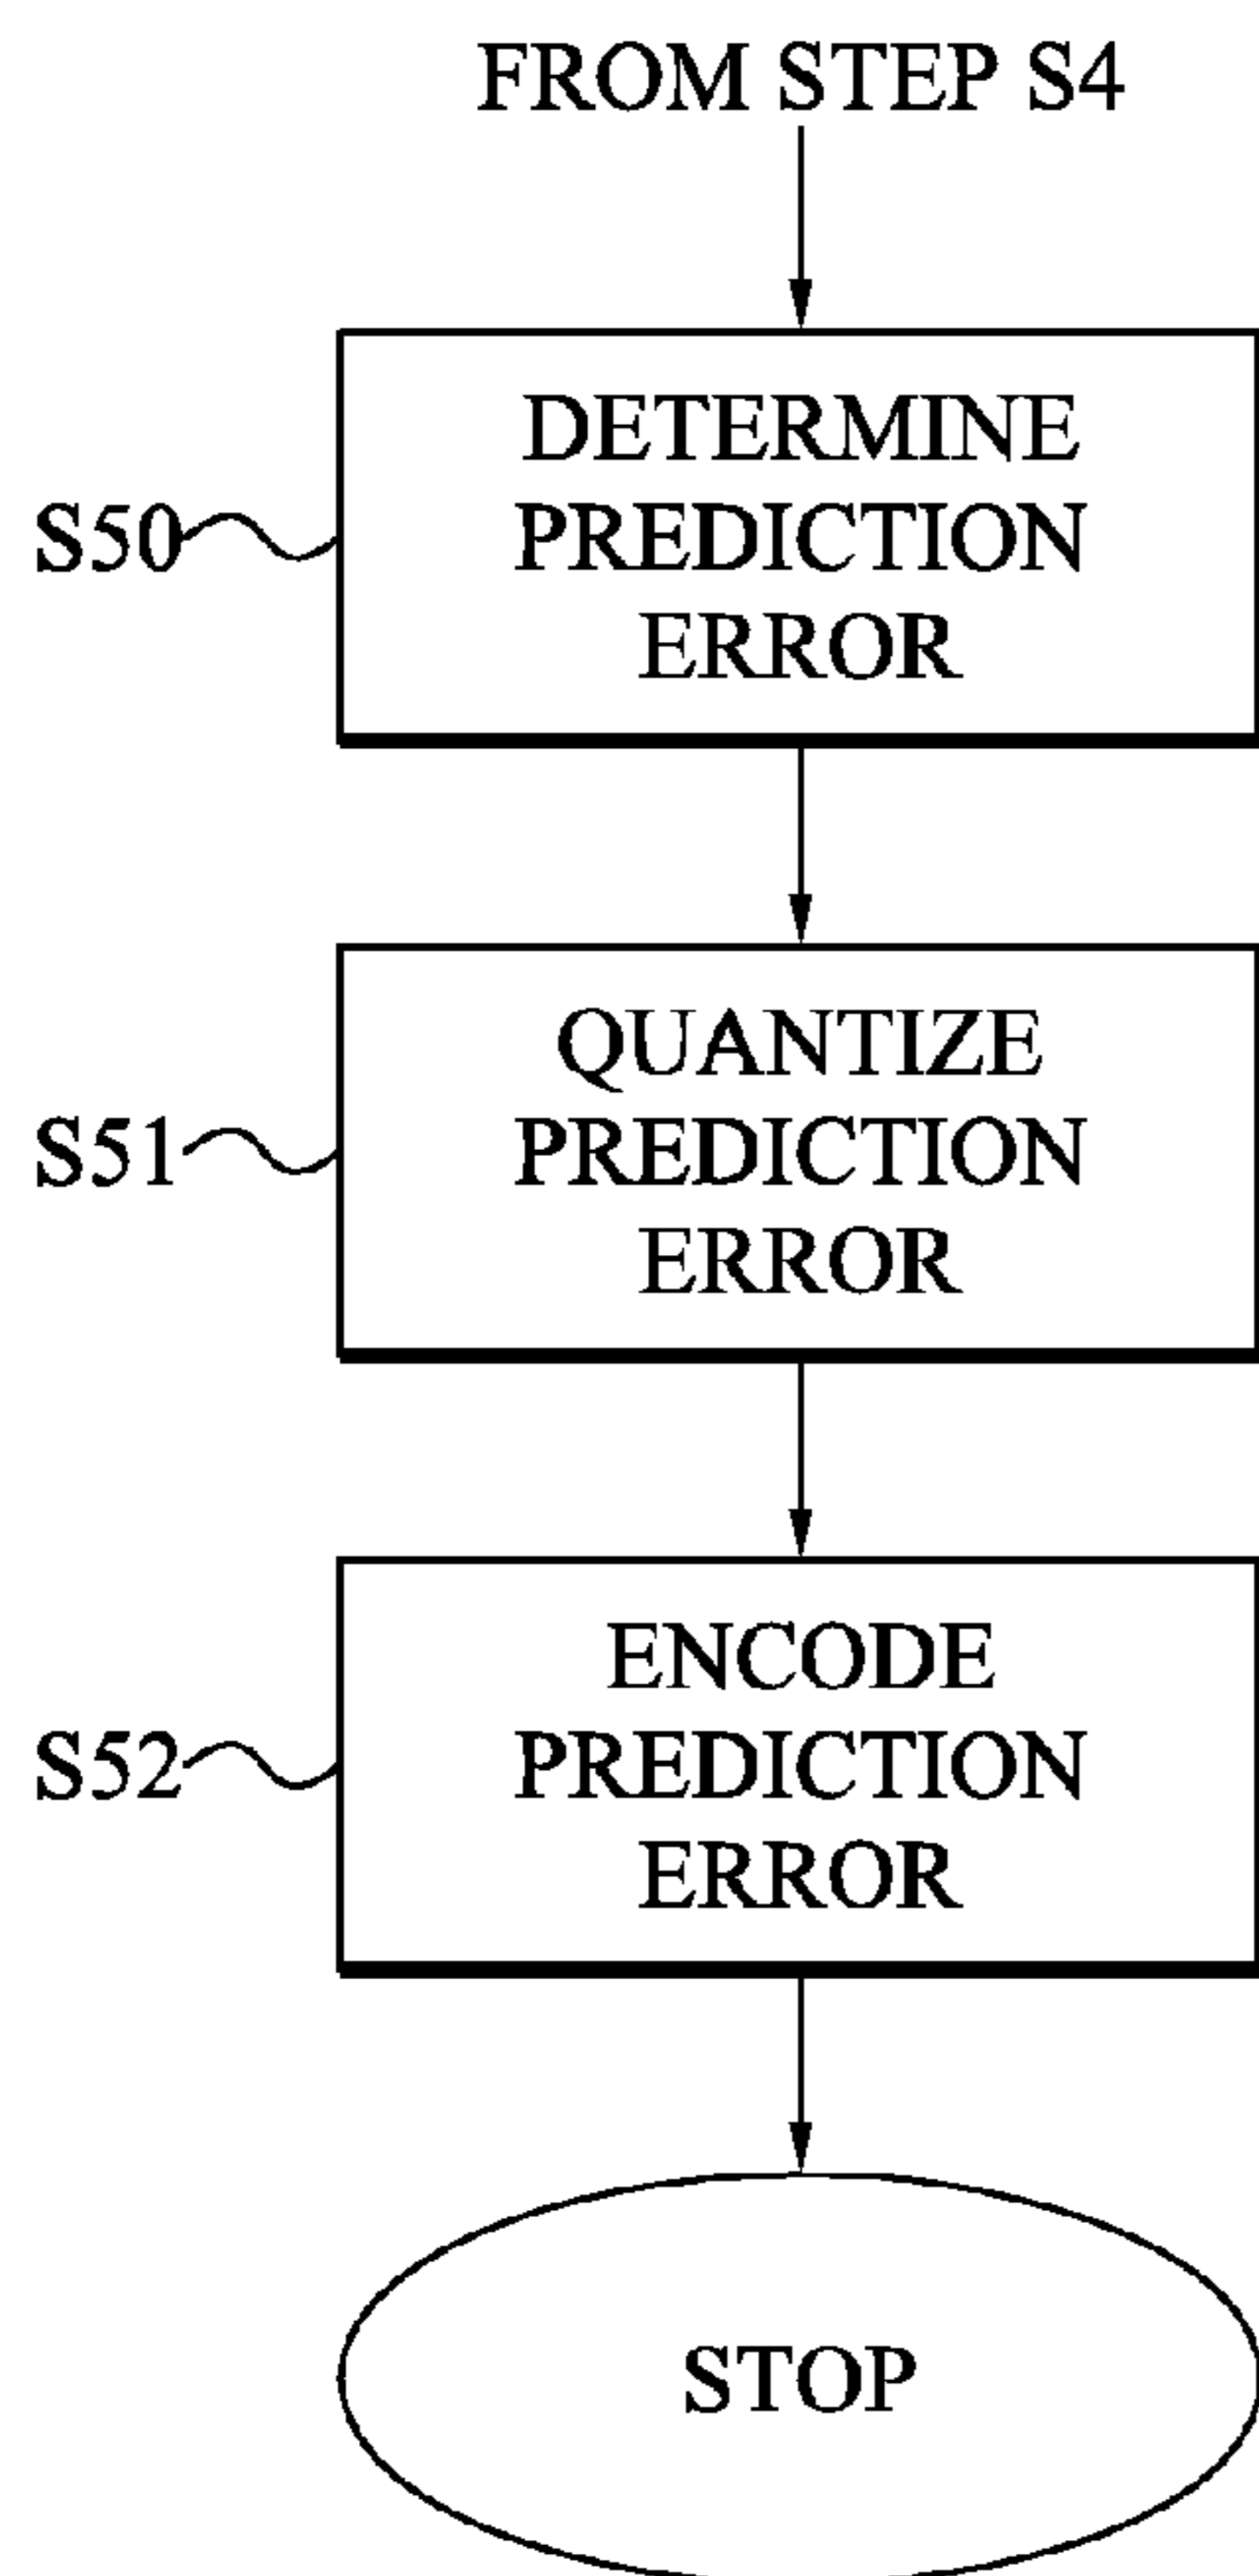 FROM STEP S4
DETERMINE
PREDICTION
ERROR
S50
QUANTIZE
PREDICTION
ERROR
S51
ENCODE
PREDICTION
ERROR
S52
STOP